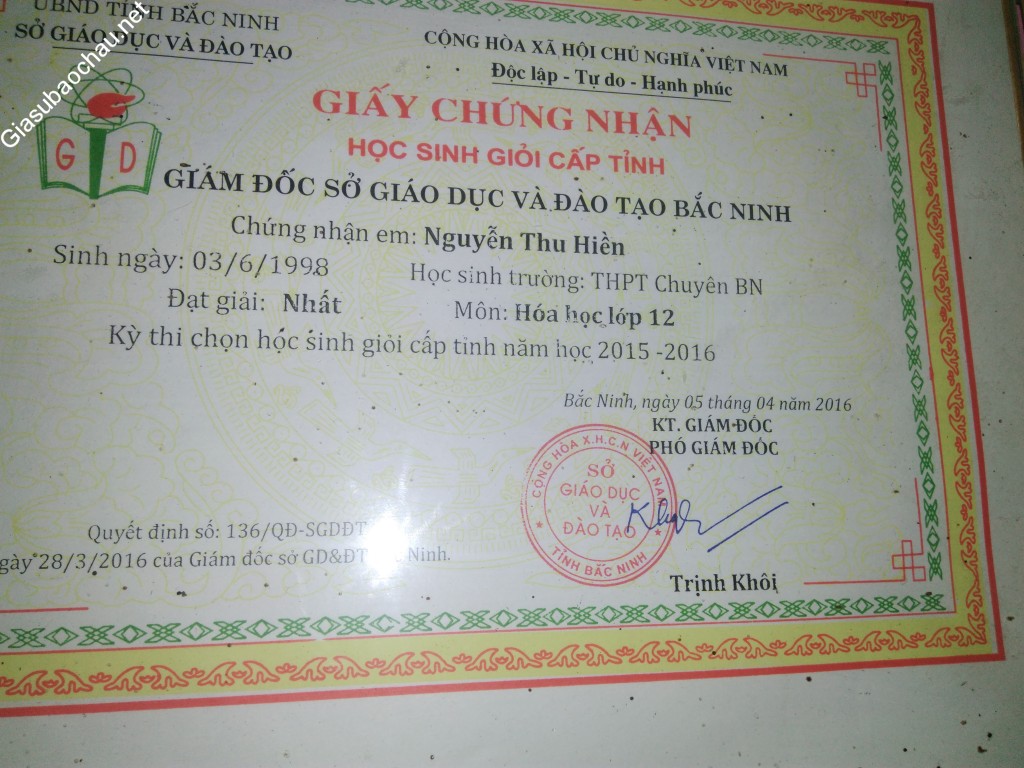 UBND TỈNH BẮC NINH
SỞ GIÁO DỤC VÀ ĐÀO TẠO
CỘNG HÒA XÃ HỘI CHỦ NGHĨA VIỆT NAM
Độc lập - Tự do - Hạnh phúc
Giasubaochau.net
G D
GIẤY CHỨNG NHẬN
HỌC SINH GIỎI CẤP TỈNH
GIÁM ĐỐC SỞ GIÁO DỤC VÀ ĐÀO TẠO BẮC NINH
Chứng nhận em: Nguyễn Thu Hiền
Sinh ngày: 03/6/1998 Học sinh trường: THPT Chuyên BN
Đạt giải: Nhất Môn: Hóa học lớp 12
Kỳ thi chọn học sinh giỏi cấp tỉnh năm học 2015 -2016
Bắc Ninh, ngày 05 tháng 04 năm 2016
KT. GIÁM ĐỐC
PHÓ GIÁM ĐỐC
CỘNG HÒA X.H.C.N VIỆT NAM
SỞ
GIÁO DỤC
VÀ
ĐÀO TẠO
TỈNH BẮC NINH
Quyết định số: 136/QĐ-SGDĐT
ngày 28/3/2016 của Giám đốc sở GD&ĐT Ninh.
Trịnh Khôi